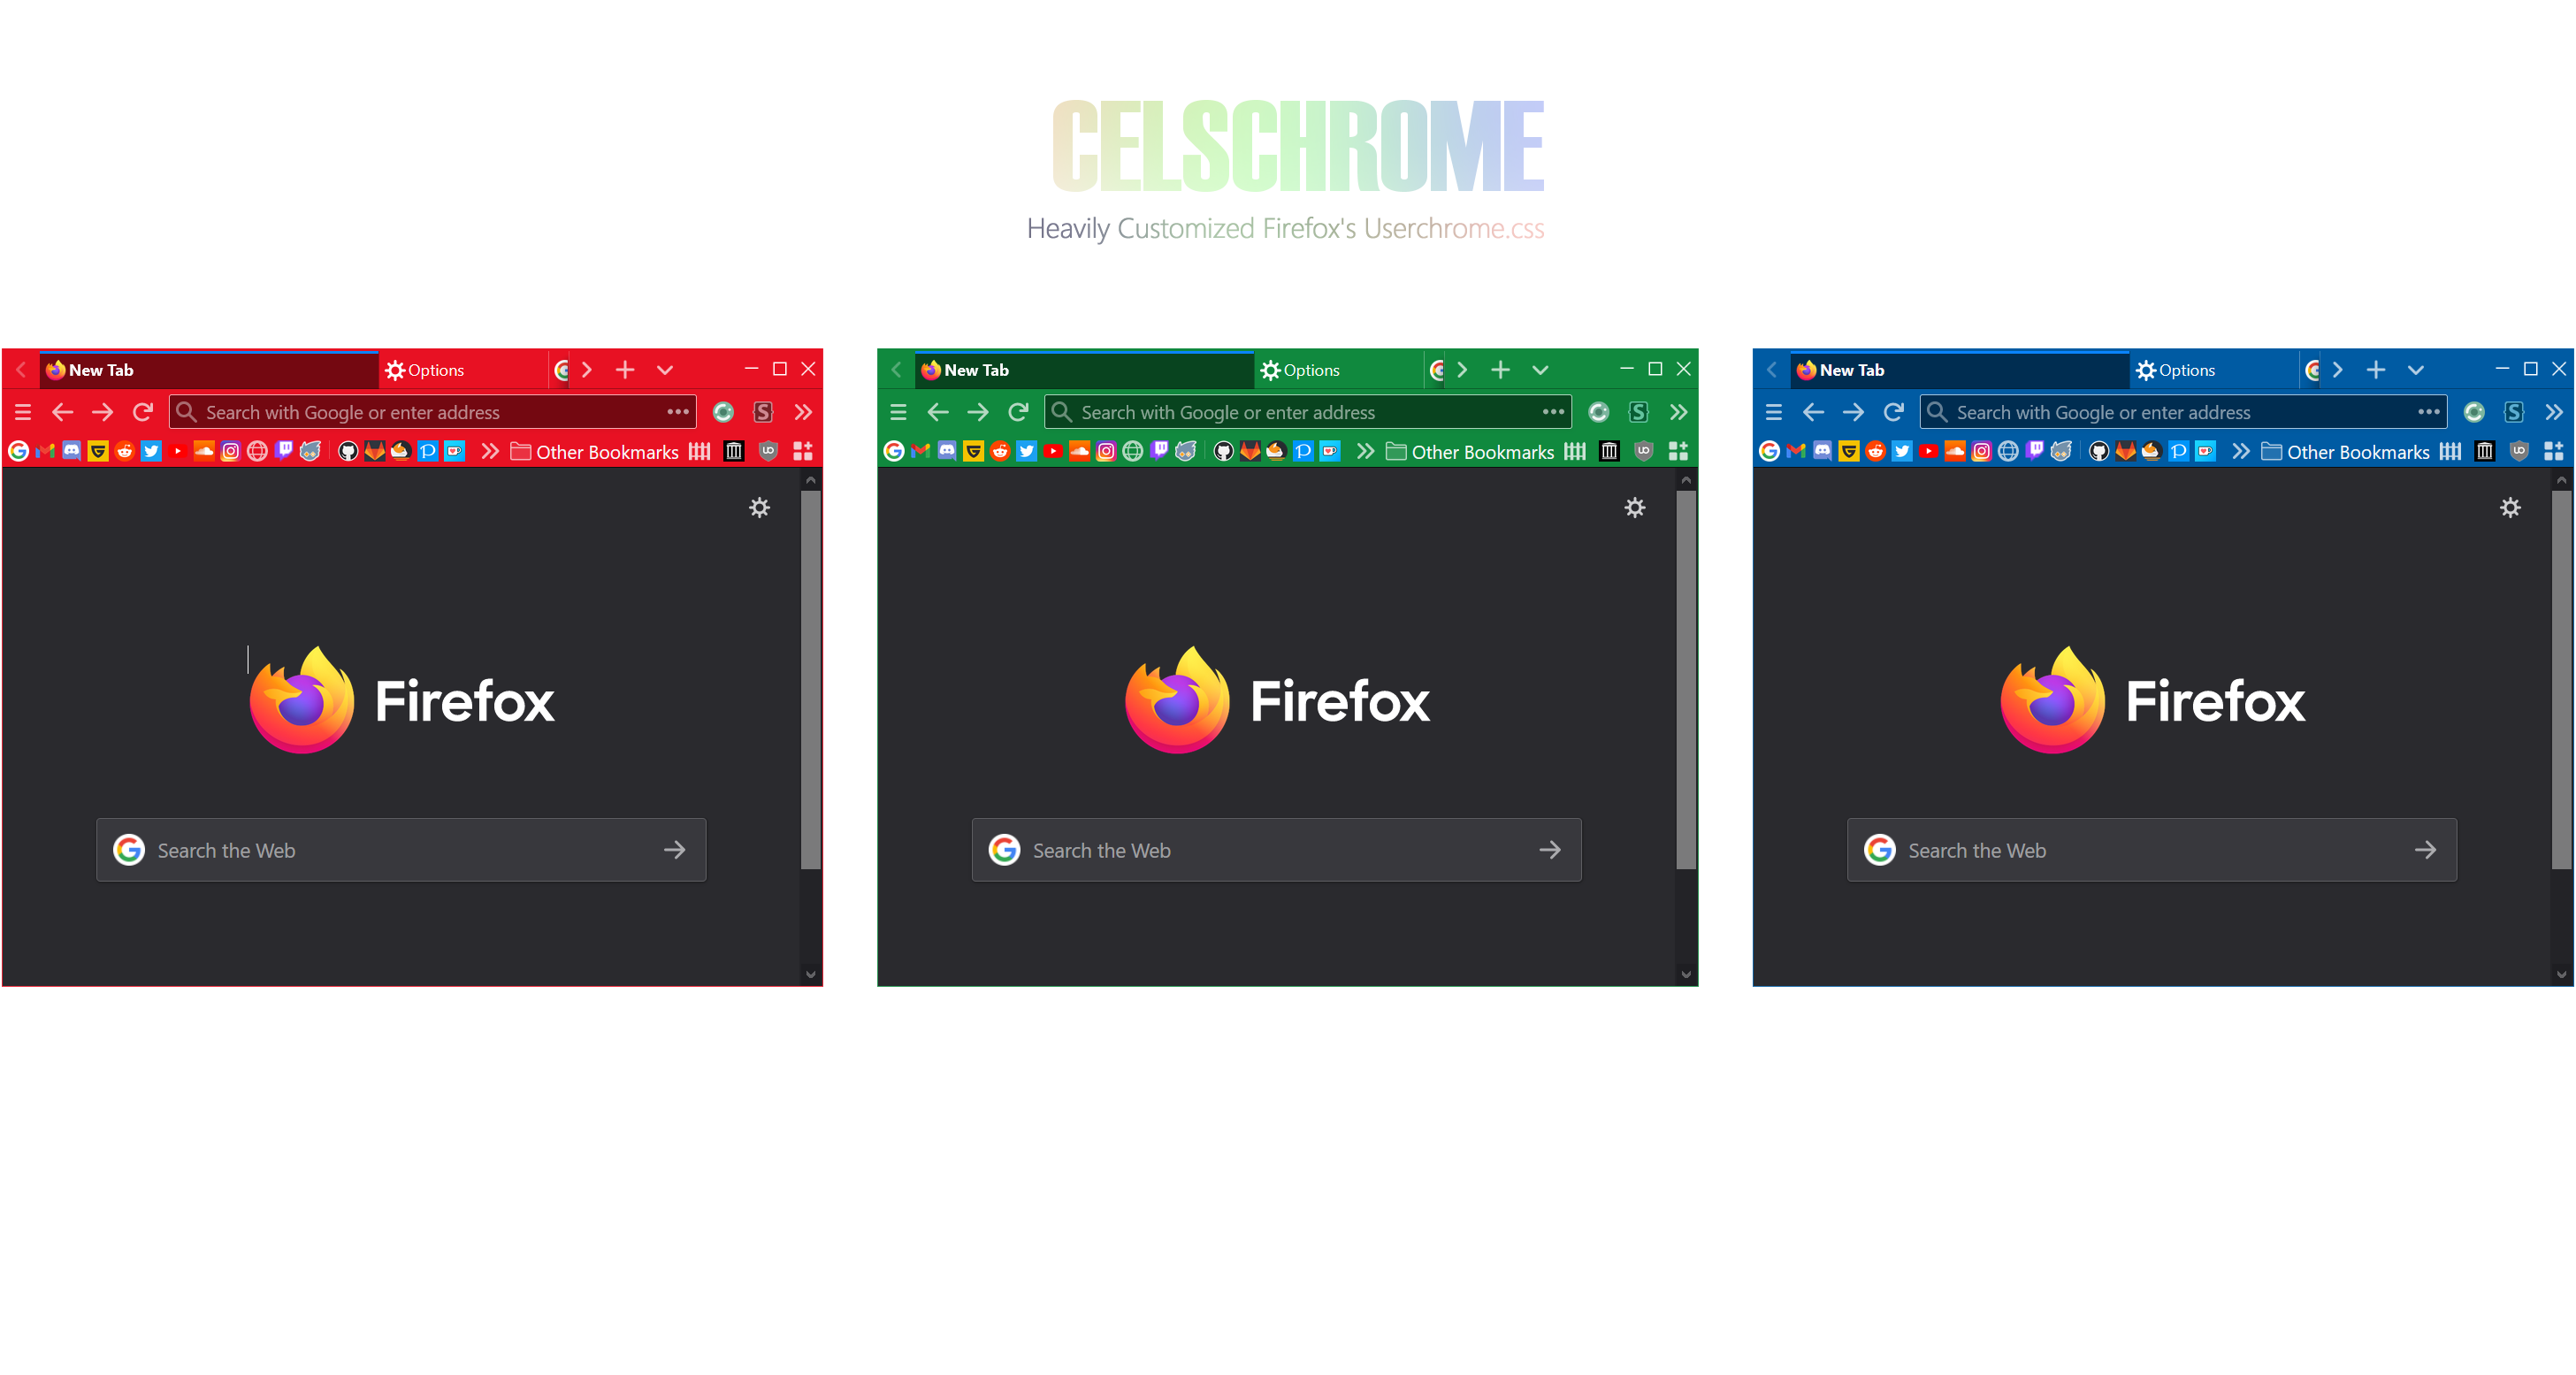 CELSCHROME
Heavily Customized Firefox's Userchrome.css
New Tab
Options
Search with Google or enter address
Other Bookmarks
Firefox
Search the Web
New Tab
Options
Search with Google or enter address
Other Bookmarks
Firefox
Search the Web
New Tab
Options
Search with Google or enter address
Other Bookmarks
Firefox
Search the Web